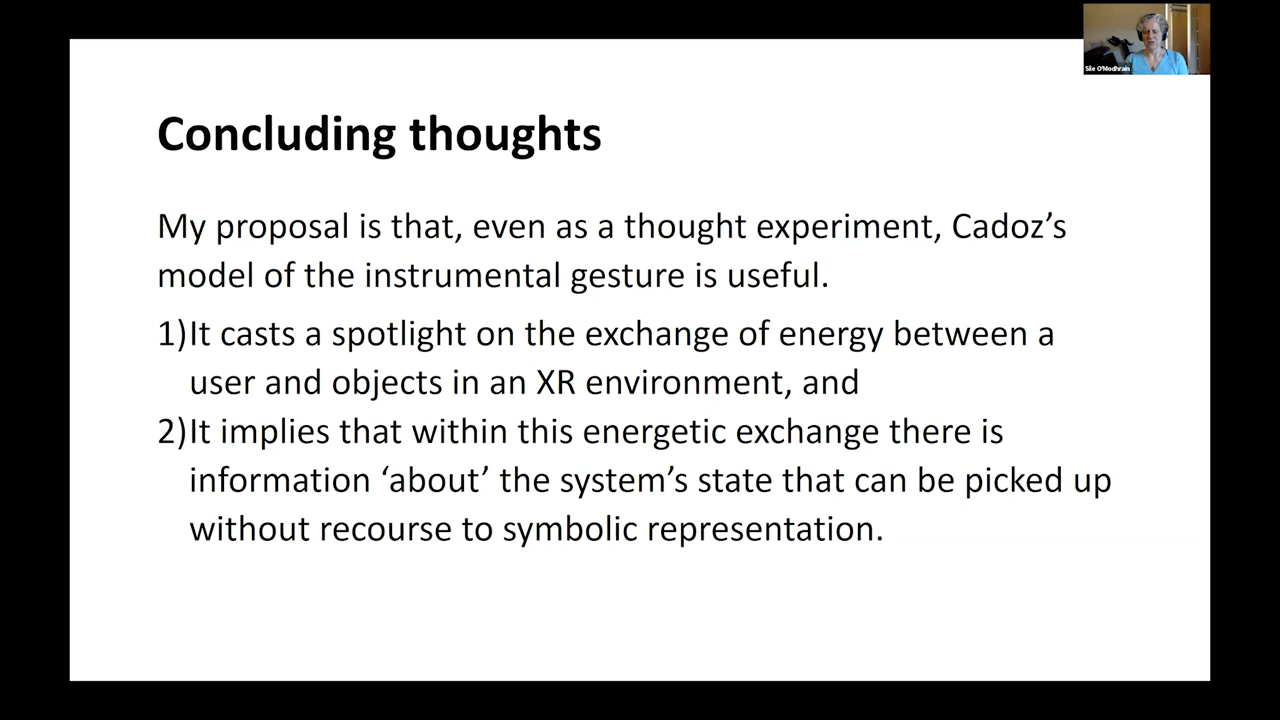 Sile O'Modhrain
Concluding thoughts
My proposal is that, even as a thought experiment, Cadoz’s
model of the instrumental gesture is useful.
1)It casts a spotlight on the exchange of energy between a
user and objects in an XR environment, and
2)It implies that within this energetic exchange there is
information ‘about’ the system’s state that can be picked up
without recourse to symbolic representation.